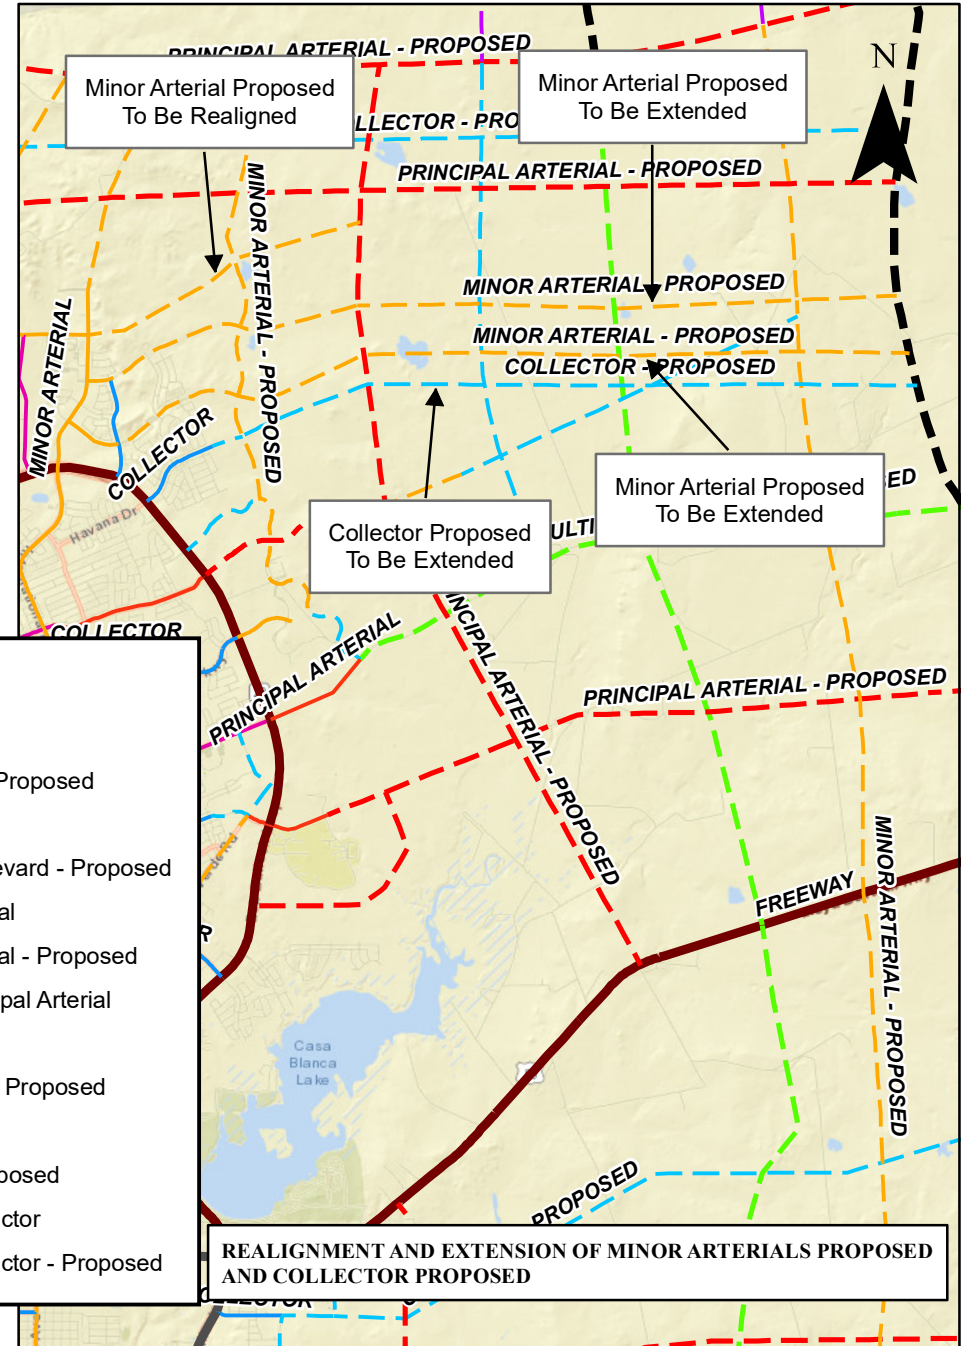 PRINCIPAL ARTERIAL - PROPOSED
Minor Arterial Proposed
To Be Realigned
Minor Arterial Proposed
To Be Extended
N
LLECTOR - PRO
PRINCIPAL ARTERIAL - PROPOSED
MINOR ARTERIAL - PROPOSED
MINOR ARTERIAL - PROPOSED
MINOR ARTERIAL
MINOR ARTERIAL - PROPOSED
COLLECTOR - PROPOSED
COLLECTOR
Minor Arterial Proposed
To Be Extended
SED
Havana Dr
Collector Proposed
To Be Extended
ULTI
COLLECTOR
PRINCIPAL ARTERIAL
INCIPAL ARTERIAL - PROPOSED
PRINCIPAL ARTERIAL - PROPOSED
Proposed
evard - Proposed
al
al - Proposed
pal Arterial
Proposed
posed
ctor
ctor - Proposed
MINOR ARTERIAL - PROPOSED
FREEWAY
R
Casa
Blanca
Lake
PROPOSED
REALIGNMENT AND EXTENSION OF MINOR ARTERIALS PROPOSED
AND COLLECTOR PROPOSED
COLLECTOR